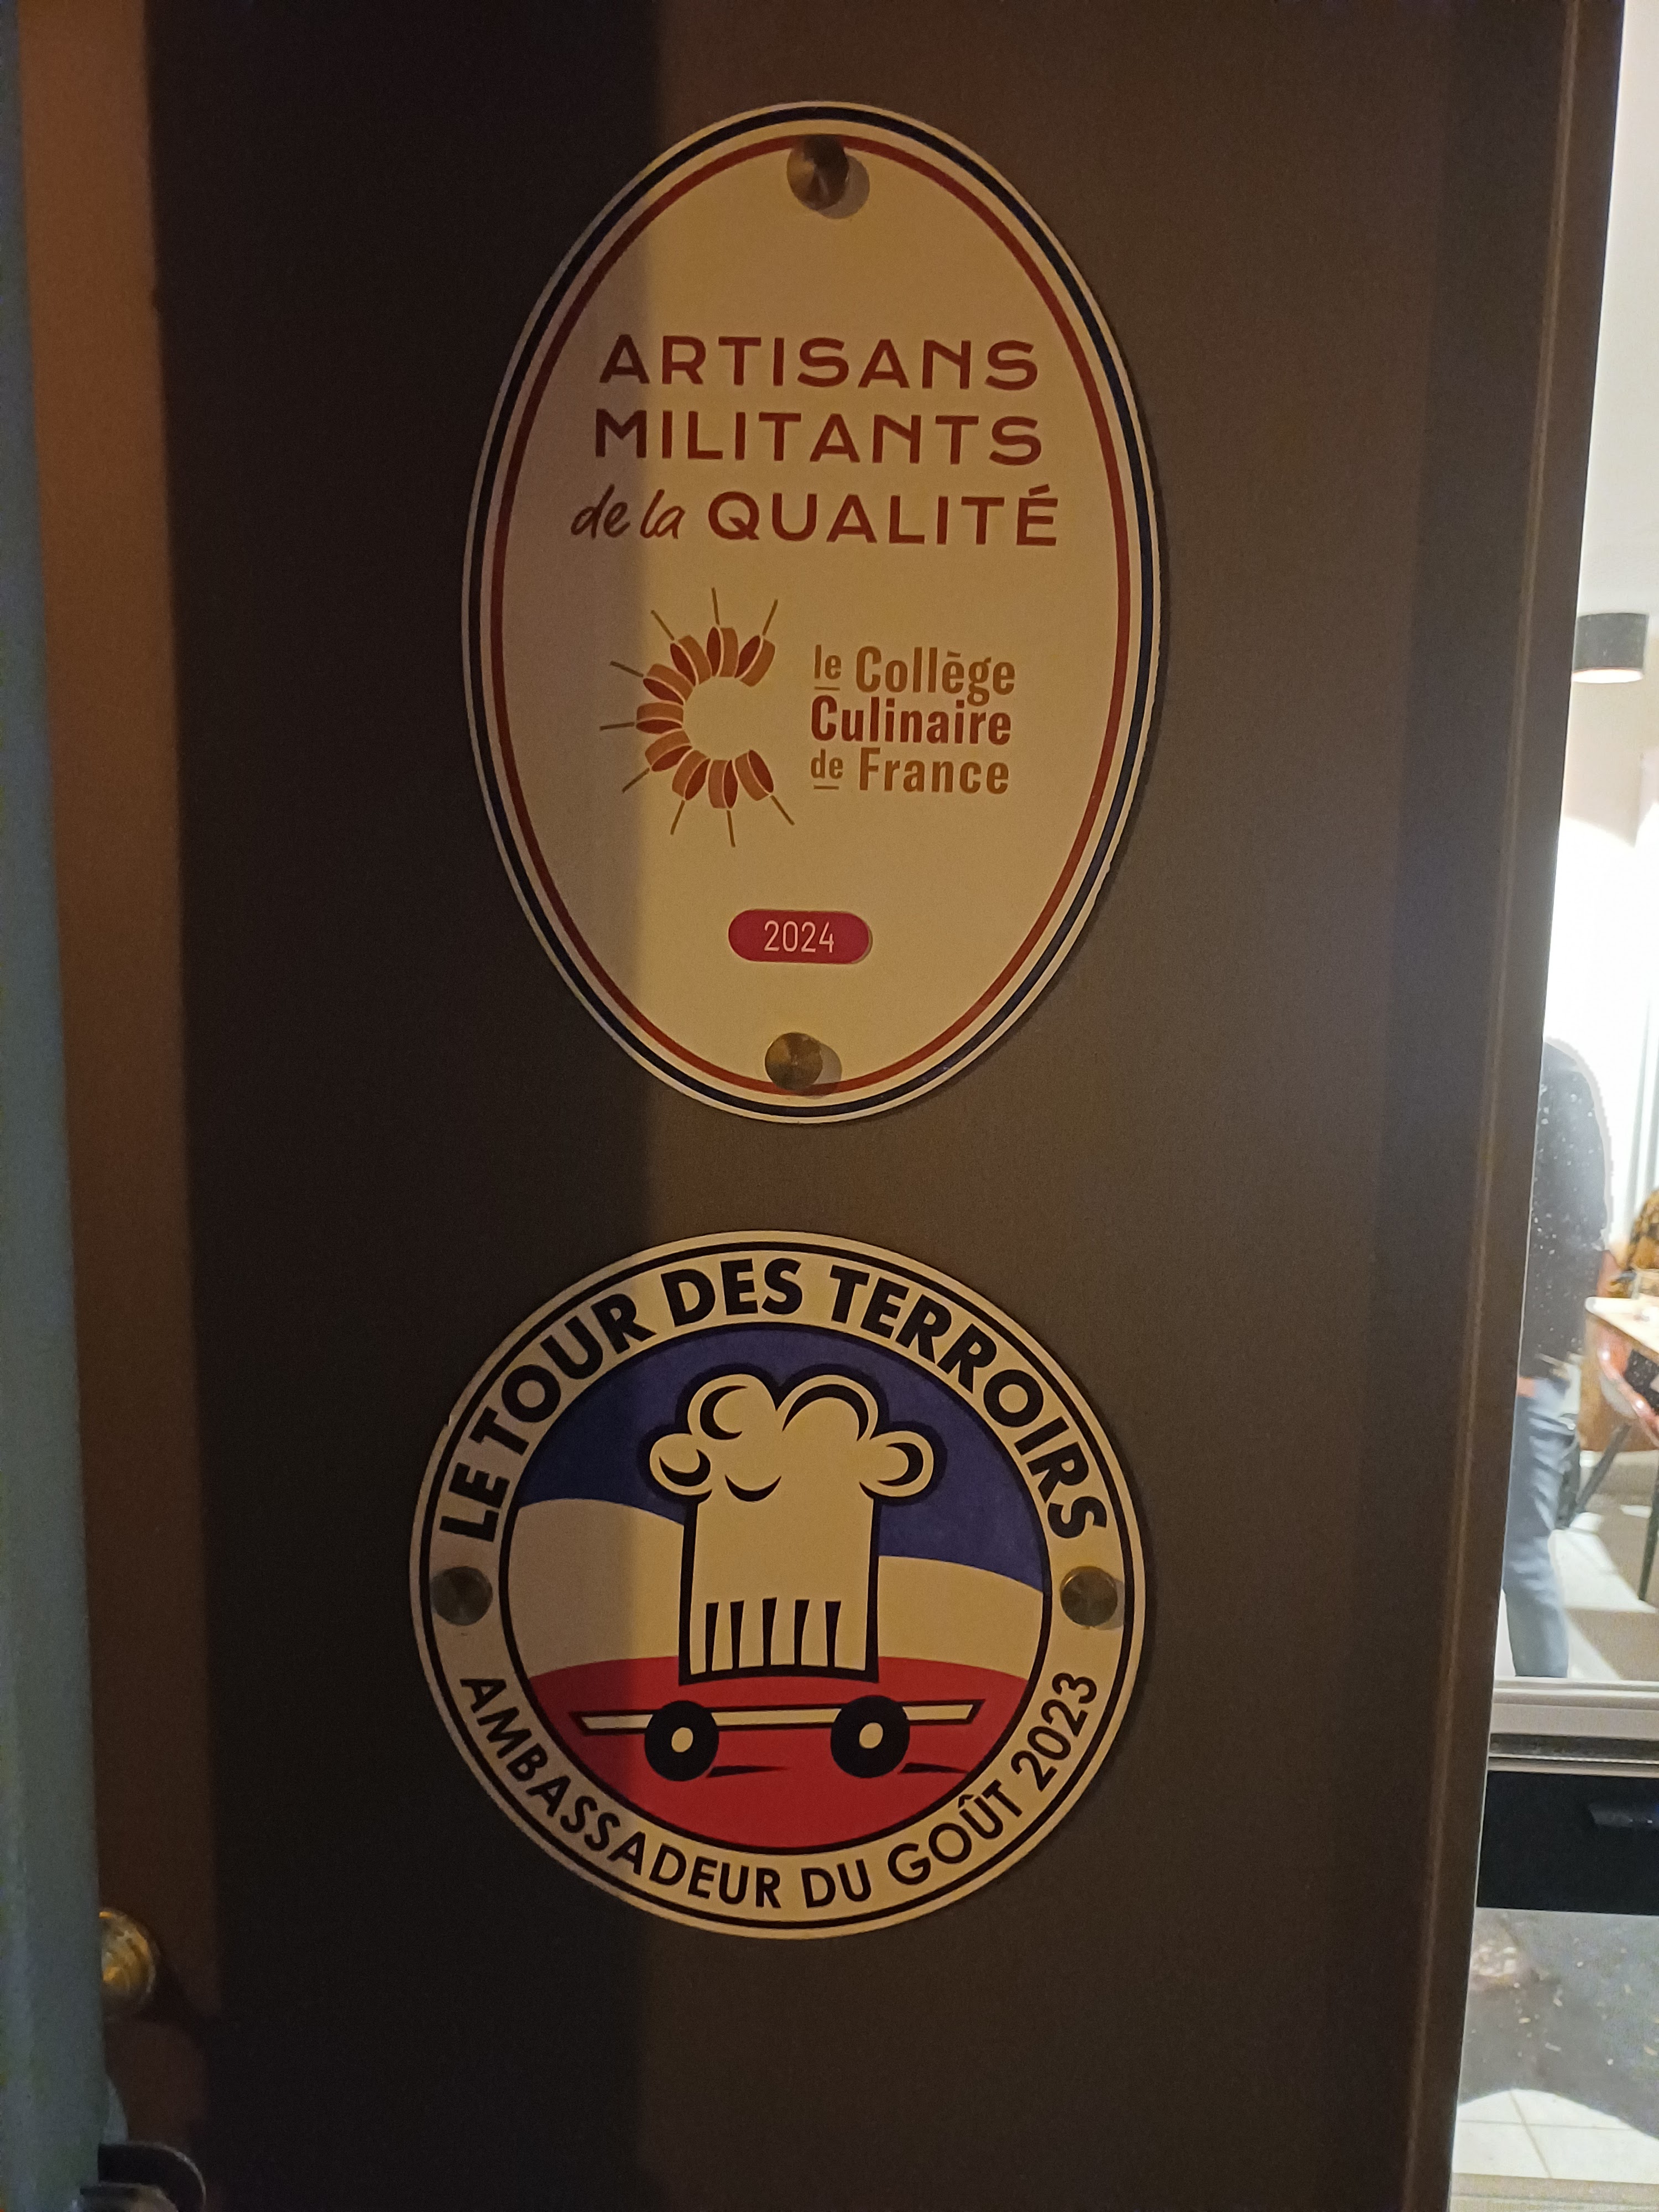 ARTISANS
MILITANTS
de la QUALITÉ
le Collège
Culinaire
de France
2024
LE TOUR DES TERROIRS
AMBASSADEUR DU GOÛT 2023